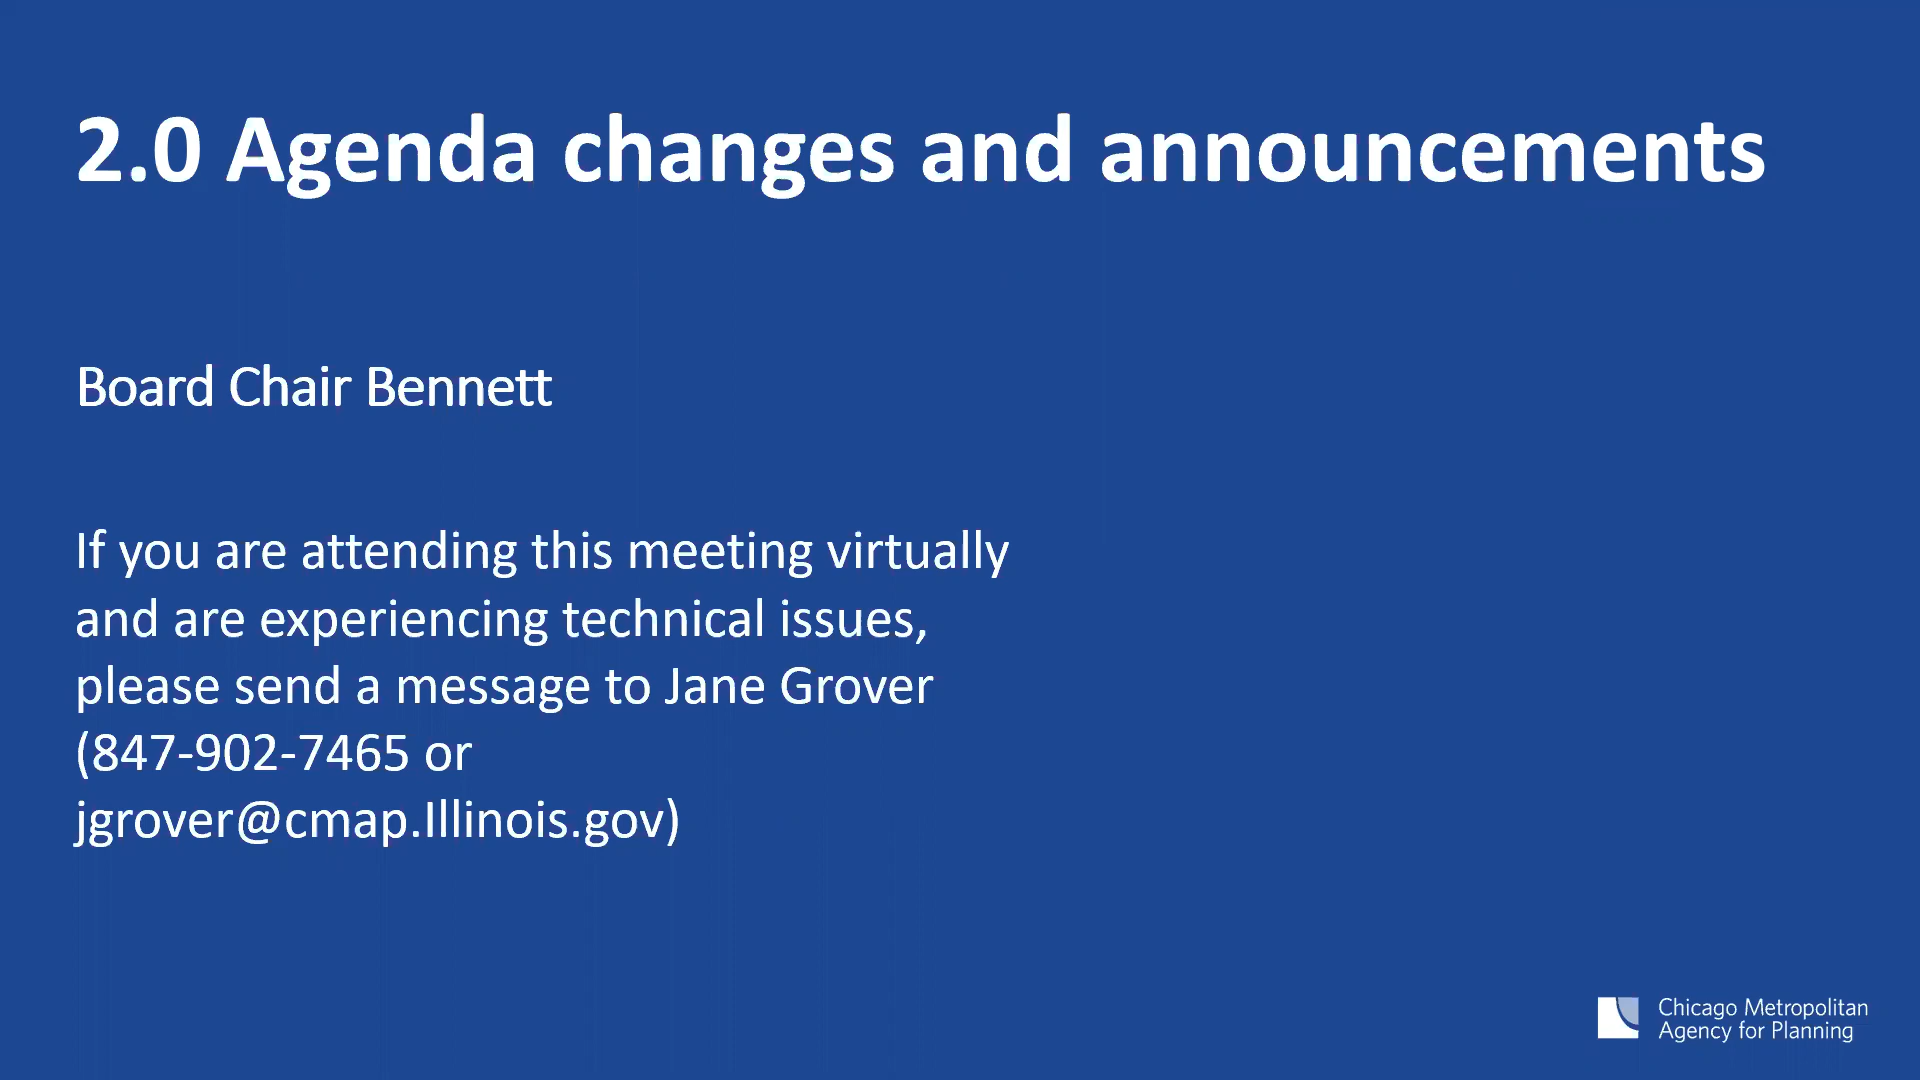 2.0 Agenda changes and announcements
Board Chair Bennett
If you are attending this meeting virtually
and are experiencing technical issues,
please send a message to Jane Grover
(847-902-7465 or
jgrover@cmap.Illinois.gov)
Chicago Metropolitan
Agency for Planning